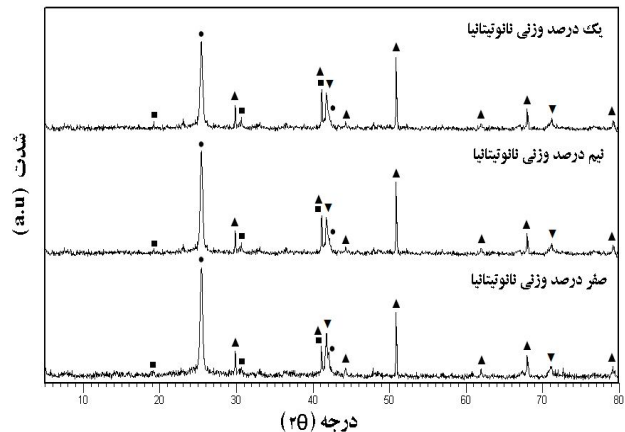 یک درصد وزنی نانوتیتانیا
نیم درصد وزنی نانوتیتانیا
صفر درصد وزنی نانوتیتانیا
شدت (a.u)
10 20 30 40 50 60 70 80
درجه (۲θ)